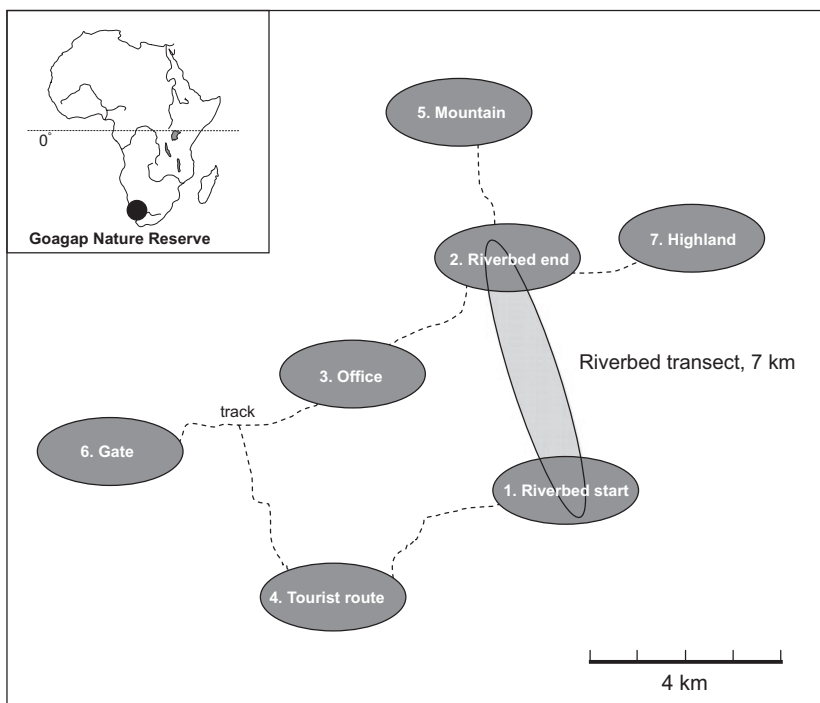 0°
Goagap Nature Reserve
5. Mountain
7. Highland
2. Riverbed end
Riverbed transect, 7 km
3. Office
track
6. Gate
1. Riverbed start
4. Tourist route
4 km